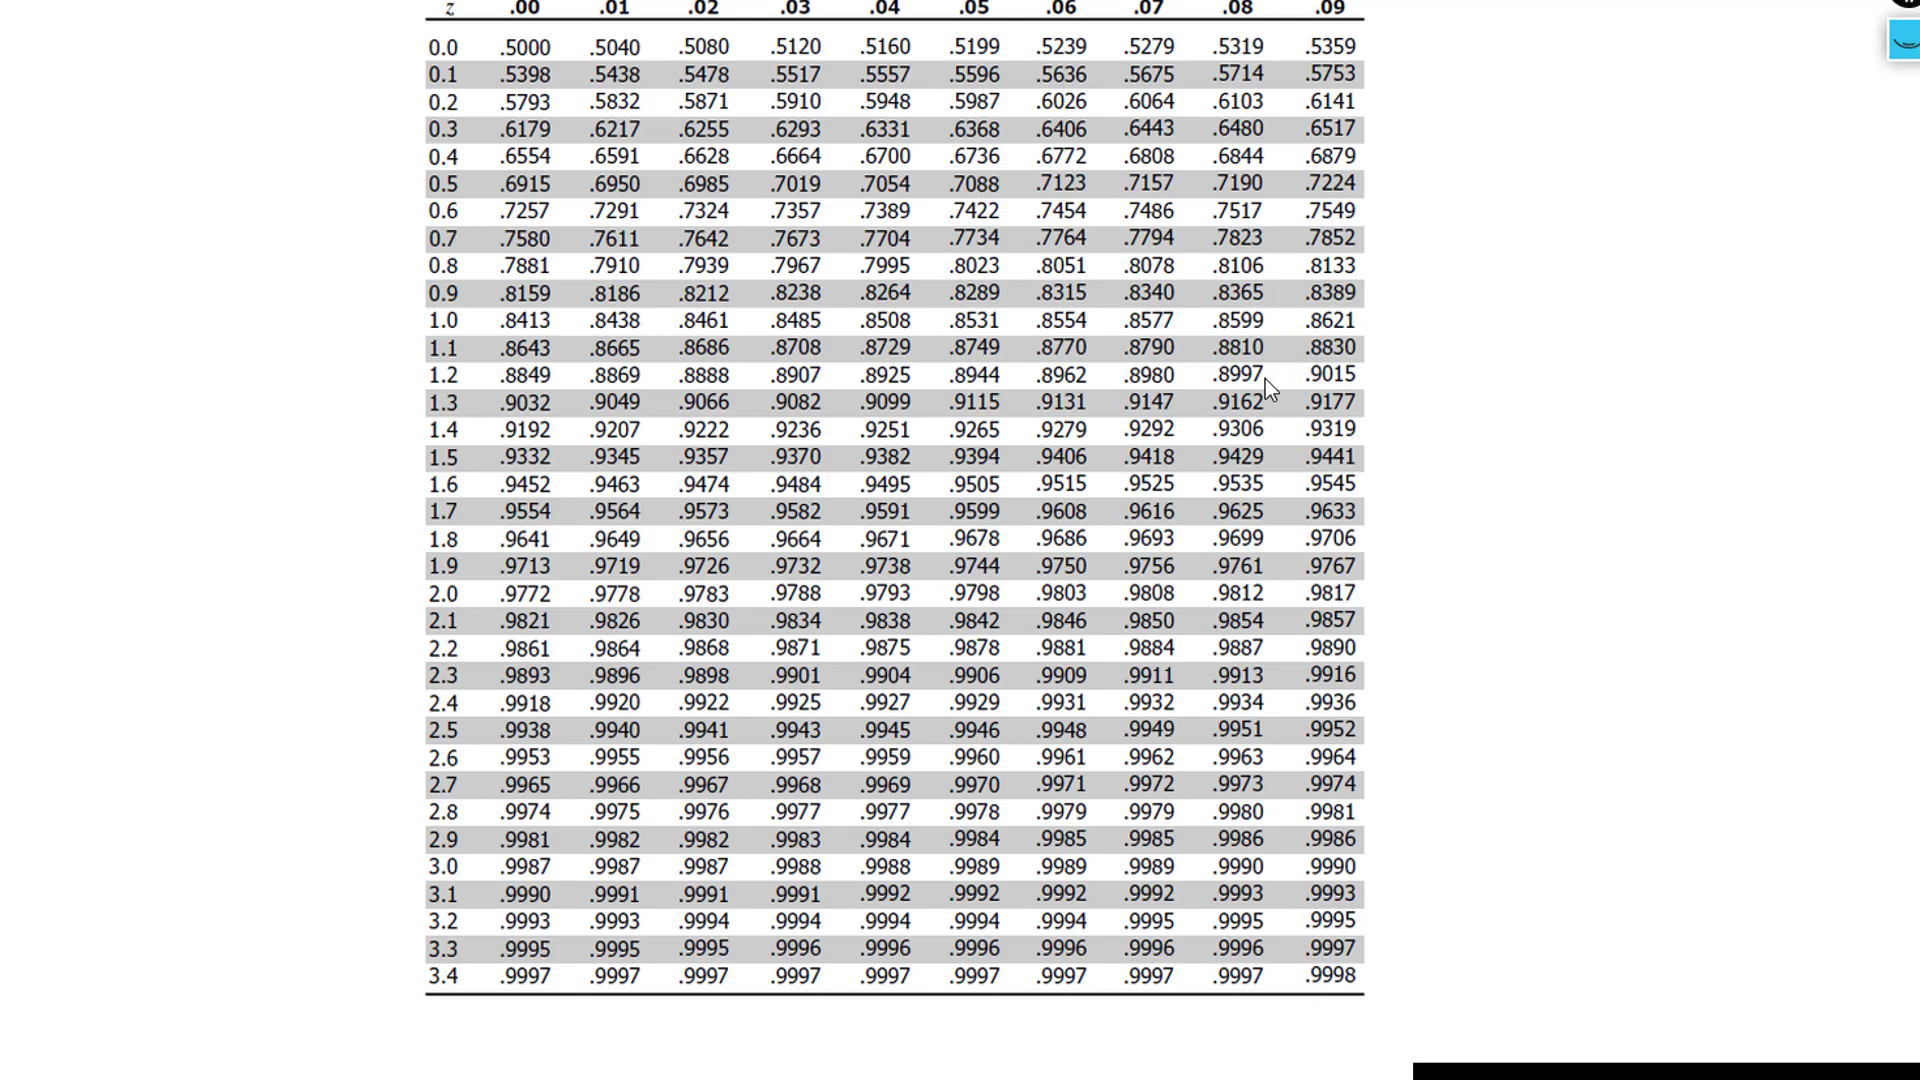 z .00 .01 .02 .03 .04 .05 .06 .07 .08 .09
0.0 .5000 .5040 .5080 .5120 .5160 .5199 .5239 .5279 .5319 .5359
0.1 .5398 .5438 .5478 .5517 .5557 .5596 .5636 .5675 .5714 .5753
0.2 .5793 .5832 .5871 .5910 .5948 .5987 .6026 .6064 .6103 .6141
0.3 .6179 .6217 .6255 .6293 .6331 .6368 .6406 .6443 .6480 .6517
0.4 .6554 .6591 .6628 .6664 .6700 .6736 .6772 .6808 .6844 .6879
0.5 .6915 .6950 .6985 .7019 .7054 .7088 .7123 .7157 .7190 .7224
0.6 .7257 .7291 .7324 .7357 .7389 .7422 .7454 .7486 .7517 .7549
0.7 .7580 .7611 .7642 .7673 .7704 .7734 .7764 .7794 .7823 .7852
0.8 .7881 .7910 .7939 .7967 .7995 .8023 .8051 .8078 .8106 .8133
0.9 .8159 .8186 .8212 .8238 .8264 .8289 .8315 .8340 .8365 .8389
1.0 .8413 .8438 .8461 .8485 .8508 .8531 .8554 .8577 .8599 .8621
1.1 .8643 .8665 .8686 .8708 .8729 .8749 .8770 .8790 .8810 .8830
1.2 .8849 .8869 .8888 .8907 .8925 .8944 .8962 .8980 .8997 .9015
1.3 .9032 .9049 .9066 .9082 .9099 .9115 .9131 .9147 .9162 .9177
1.4 .9192 .9207 .9222 .9236 .9251 .9265 .9279 .9292 .9306 .9319
1.5 .9332 .9345 .9357 .9370 .9382 .9394 .9406 .9418 .9429 .9441
1.6 .9452 .9463 .9474 .9484 .9495 .9505 .9515 .9525 .9535 .9545
1.7 .9554 .9564 .9573 .9582 .9591 .9599 .9608 .9616 .9625 .9633
1.8 .9641 .9649 .9656 .9664 .9671 .9678 .9686 .9693 .9699 .9706
1.9 .9713 .9719 .9726 .9732 .9738 .9744 .9750 .9756 .9761 .9767
2.0 .9772 .9778 .9783 .9788 .9793 .9798 .9803 .9808 .9812 .9817
2.1 .9821 .9826 .9830 .9834 .9838 .9842 .9846 .9850 .9854 .9857
2.2 .9861 .9864 .9868 .9871 .9875 .9878 .9881 .9884 .9887 .9890
2.3 .9893 .9896 .9898 .9901 .9904 .9906 .9909 .9911 .9913 .9916
2.4 .9918 .9920 .9922 .9925 .9927 .9929 .9931 .9932 .9934 .9936
2.5 .9938 .9940 .9941 .9943 .9945 .9946 .9948 .9949 .9951 .9952
2.6 .9953 .9955 .9956 .9957 .9959 .9960 .9961 .9962 .9963 .9964
2.7 .9965 .9966 .9967 .9968 .9969 .9970 .9971 .9972 .9973 .9974
2.8 .9974 .9975 .9976 .9977 .9977 .9978 .9979 .9979 .9980 .9981
2.9 .9981 .9982 .9982 .9983 .9984 .9984 .9985 .9985 .9986 .9986
3.0 .9987 .9987 .9987 .9988 .9988 .9989 .9989 .9989 .9990 .9990
3.1 .9990 .9991 .9991 .9991 .9992 .9992 .9992 .9992 .9993 .9993
3.2 .9993 .9993 .9994 .9994 .9994 .9994 .9994 .9995 .9995 .9995
3.3 .9995 .9995 .9995 .9996 .9996 .9996 .9996 .9996 .9996 .9997
3.4 .9997 .9997 .9997 .9997 .9997 .9997 .9997 .9997 .9997 .9998